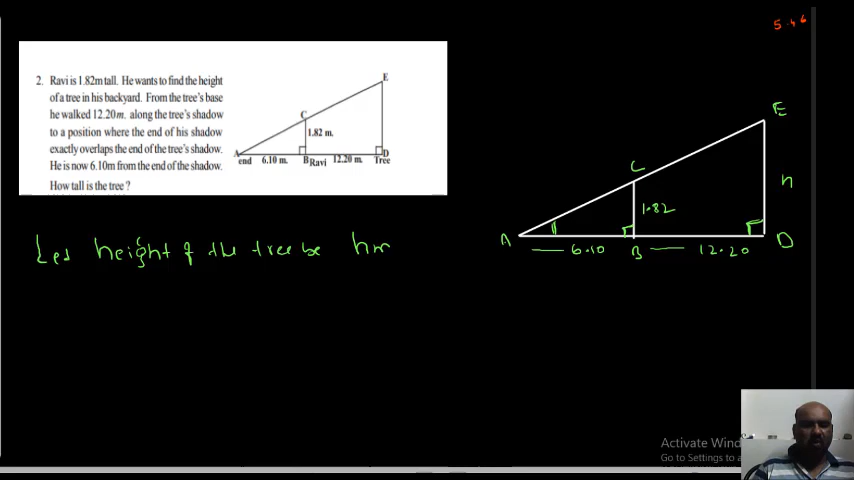 5.46
2. Ravi is 1.82m tall. He wants to find the height
of a tree in his backyard. From the tree's base
he walked 12.20m. along the tree's shadow
to a position where the end of his shadow
exactly overlaps the end of the tree's shadow.
He is now 6.10m from the end of the shadow.
How tall is the tree ?
E
C
1.82 m.
A B D
end 6.10 m. Ravi 12.20 m. Tree
E
C
h
1.82
A B D
6.10 12.20
Let height of the tree be hm
Activate Wind
Go to Settings to a